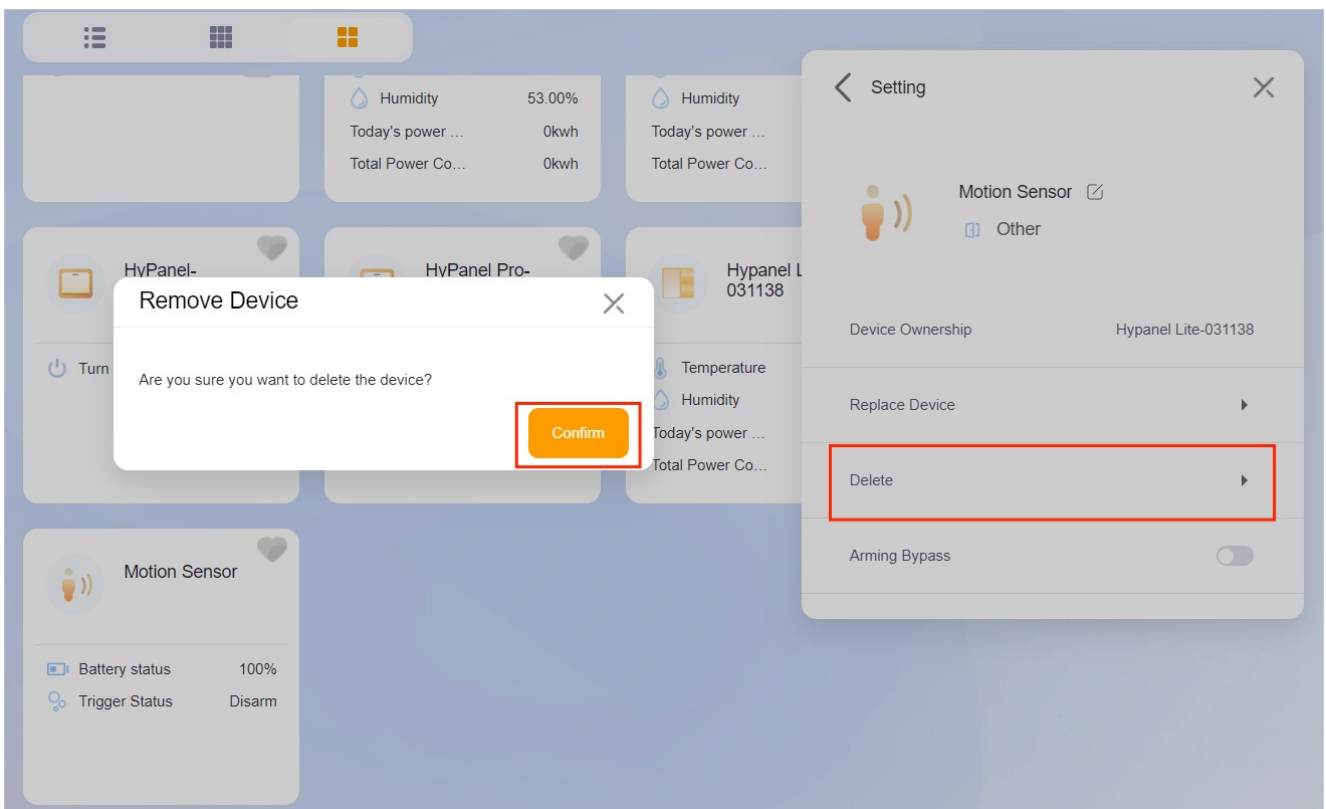 Humidity 53.00%
Today's power ... 0kwh
Total Power Co... 0kwh
Humidity
Today's power ...
Total Power Co...
HyPanel-
Turn
HyPanel Pro-
Hypanel L
031138
Temperature
Humidity
Today's power ...
Total Power Co...
Remove Device
Are you sure you want to delete the device?
Confirm
Motion Sensor
Battery status 100%
Trigger Status Disarm
Setting
Motion Sensor
Other
Device Ownership Hypanel Lite-031138
Replace Device
Delete
Arming Bypass